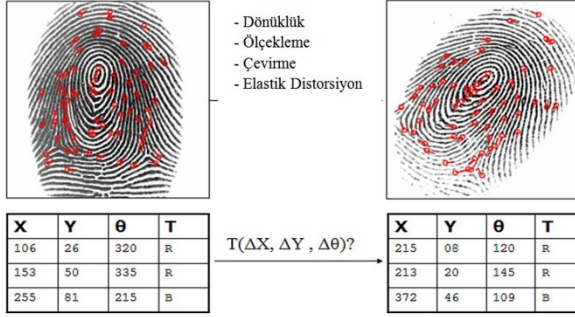 - Dönüklük
- Ölçekleme
- Çevirme
- Elastik Distorsiyon
X Y θ T
106 26 320 R
153 50 335 R
255 81 215 B
T(ΔX, ΔY , Δθ)?
X Y θ T
215 08 120 R
213 20 145 R
372 46 109 B